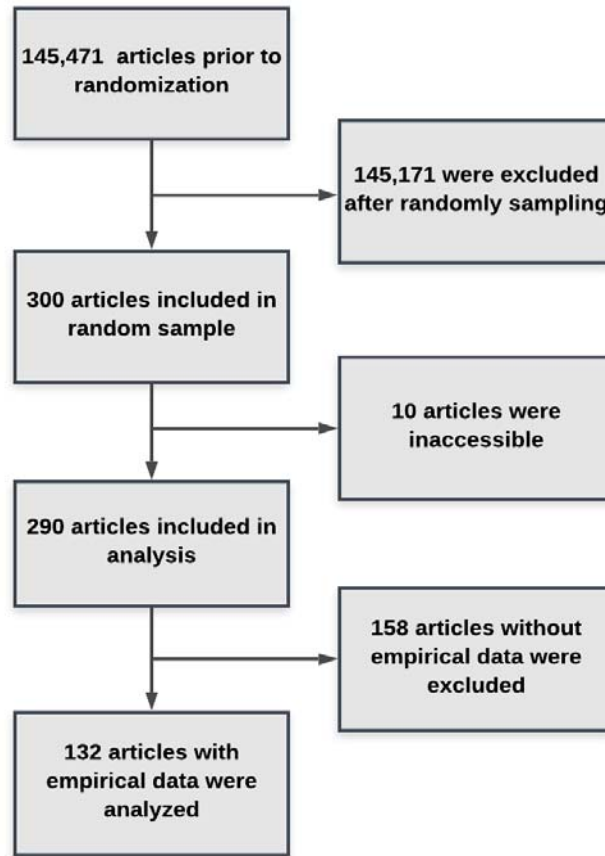 145,471 articles prior to
randomization
145,171 were excluded
after randomly sampling
300 articles included in
random sample
10 articles were
inaccessible
290 articles included in
analysis
158 articles without
empirical data were
excluded
132 articles with
empirical data were
analyzed